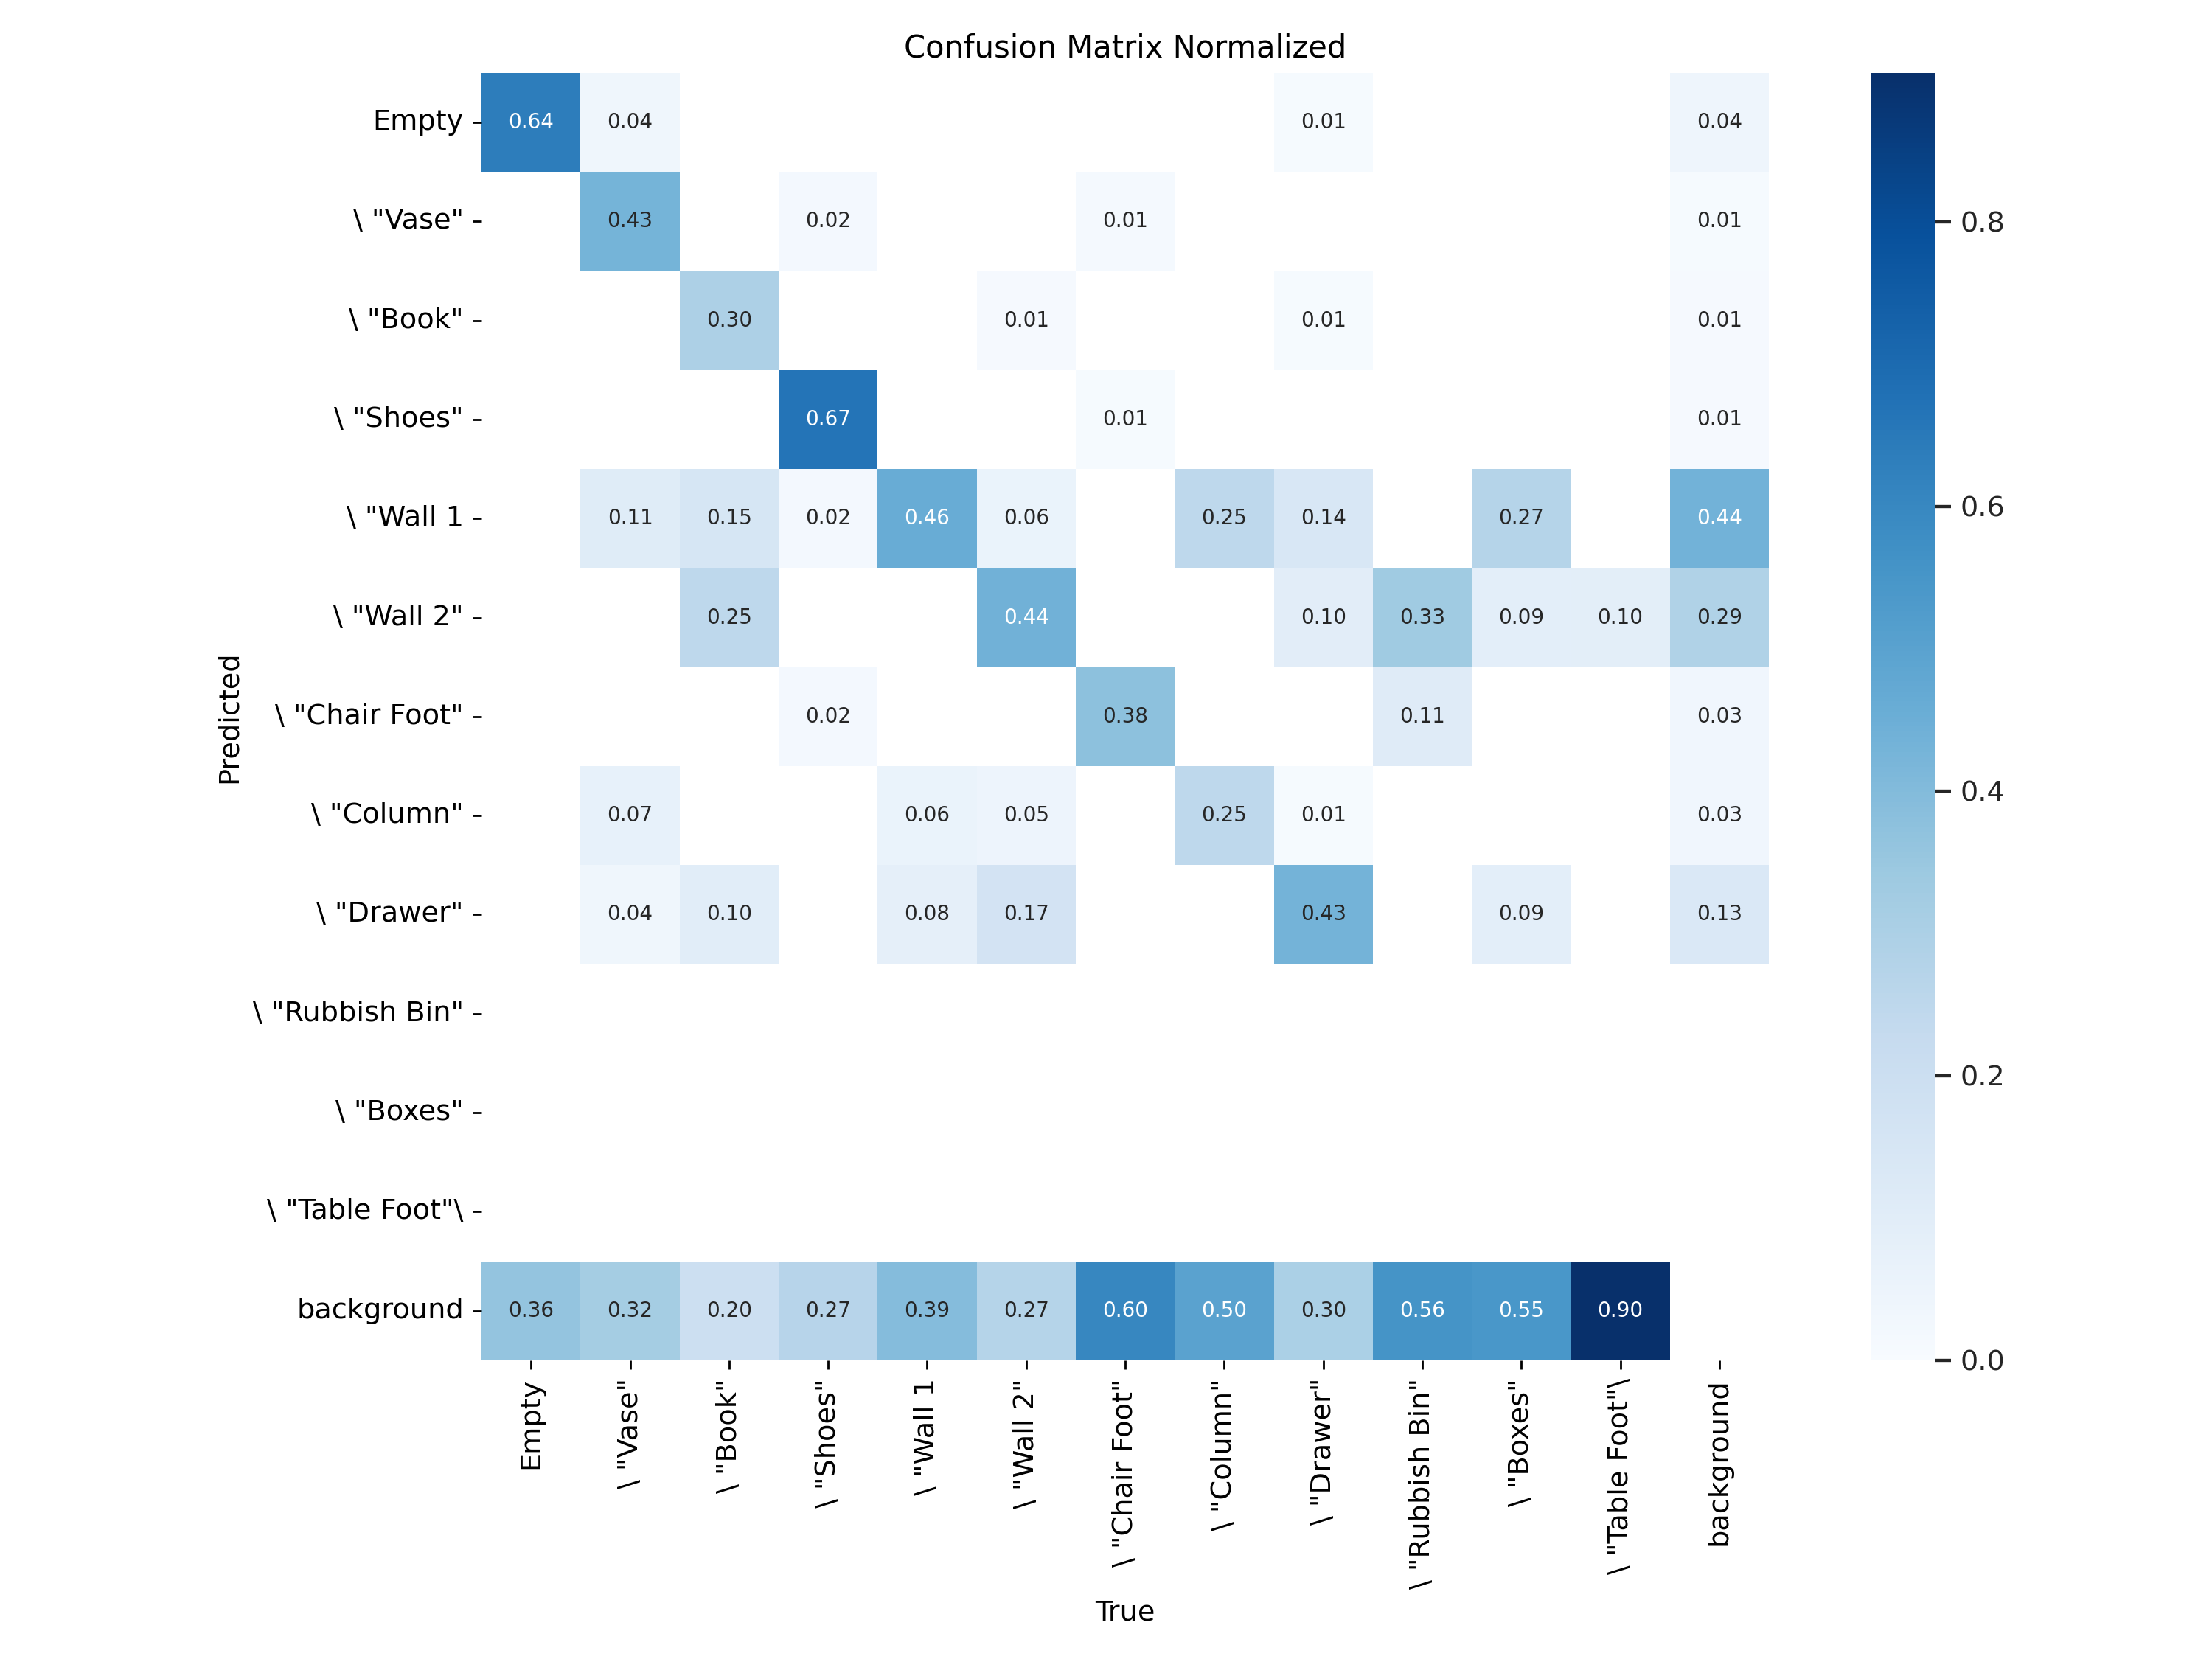 Confusion Matrix Normalized
Empty 0.64 0.04 0.01 0.04
\ "Vase" 0.43 0.02 0.01 0.01
\ "Book" 0.30 0.01 0.01 0.01
\ "Shoes" 0.67 0.01 0.01
\ "Wall 1 0.11 0.15 0.02 0.46 0.06 0.25 0.14 0.27 0.44
\ "Wall 2" 0.25 0.44 0.10 0.33 0.09 0.10 0.29
\ "Chair Foot" 0.02 0.38 0.11 0.03
\ "Column" 0.07 0.06 0.05 0.25 0.01 0.03
\ "Drawer" 0.04 0.10 0.08 0.17 0.43 0.09 0.13
\ "Rubbish Bin"
\ "Boxes"
\ "Table Foot"\
background 0.36 0.32 0.20 0.27 0.39 0.27 0.60 0.50 0.30 0.56 0.55 0.90
Predicted
Empty
\ "Vase"
\ "Book"
\ "Shoes"
\ "Wall 1
\ "Wall 2"
\ "Chair Foot"
\ "Column"
\ "Drawer"
\ "Rubbish Bin"
\ "Boxes"
\ "Table Foot"\
background
True
0.8
0.6
0.4
0.2
0.0